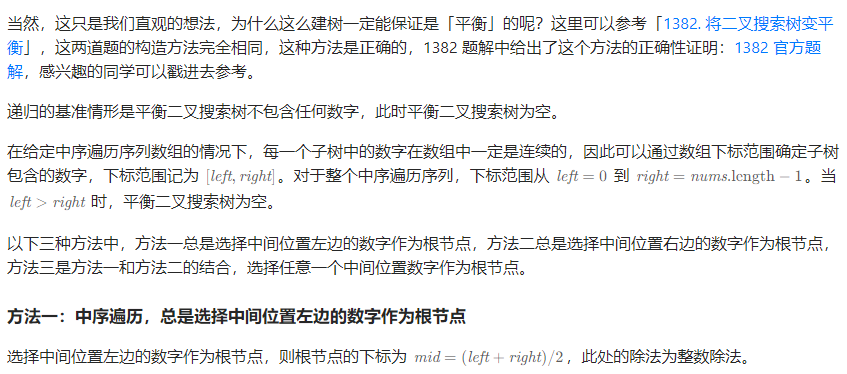 当然，这只是我们直观的想法，为什么这么建树一定能保证是「平衡」的呢？这里可以参考「1382. 将二叉搜索树变平
衡」，这两道题的构造方法完全相同，这种方法是正确的，1382 题解中给出了这个方法的正确性证明：1382 官方题
解，感兴趣的同学可以戳进去参考。
递归的基准情形是平衡二叉搜索树不包含任何数字，此时平衡二叉搜索树为空。
在给定中序遍历序列数组的情况下，每一个子树中的数字在数组中一定是连续的，因此可以通过数组下标范围确定子树
包含的数字，下标范围记为 [left, right]。对于整个中序遍历序列，下标范围从 left = 0 到 right = nums.length − 1。当
left > right 时，平衡二叉搜索树为空。
以下三种方法中，方法一总是选择中间位置左边的数字作为根节点，方法二总是选择中间位置右边的数字作为根节点，
方法三是方法一和方法二的结合，选择任意一个中间位置数字作为根节点。
方法一：中序遍历，总是选择中间位置左边的数字作为根节点
选择中间位置左边的数字作为根节点，则根节点的下标为 mid = (left + right)/2，此处的除法为整数除法。